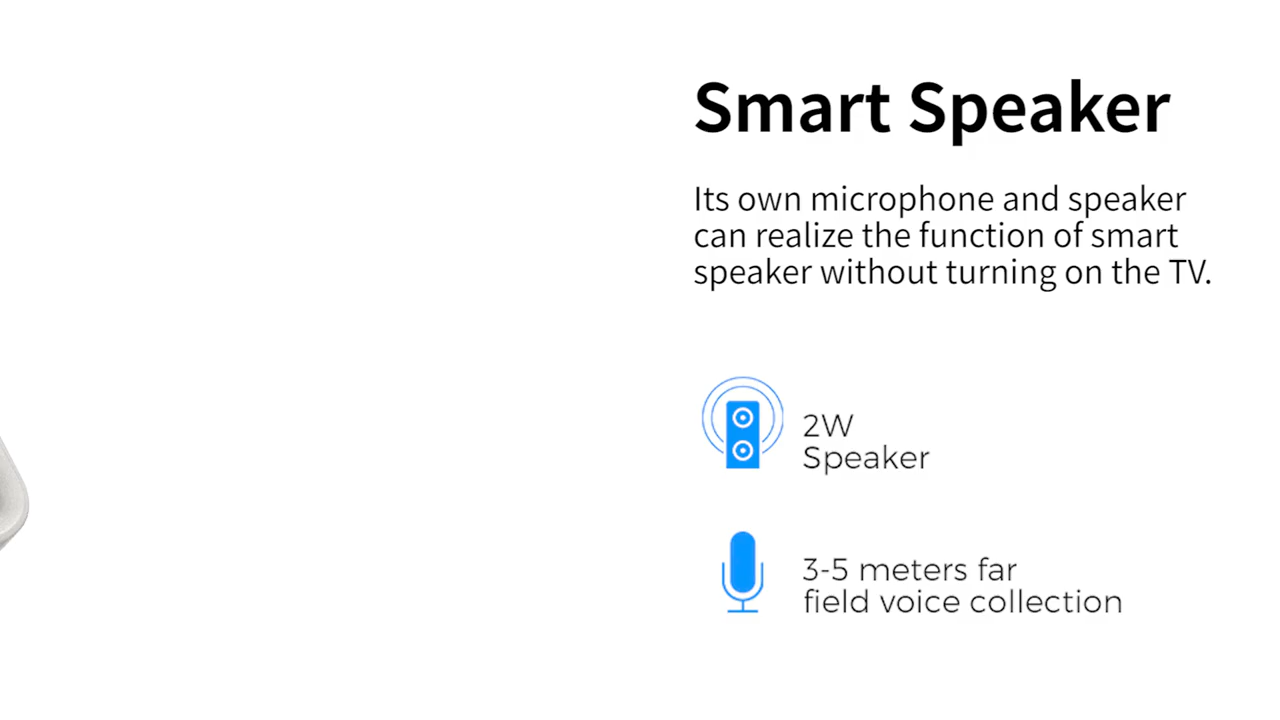 Smart Speaker
Its own microphone and speaker
can realize the function of smart
speaker without turning on the TV.
2W
Speaker
3-5 meters far
field voice collection